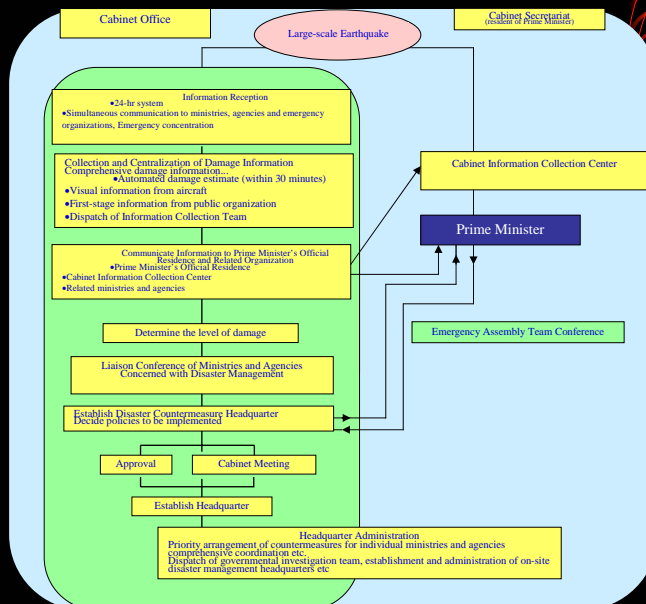 Cabinet Office
Cabinet Secretariat
(resident of Prime Minister)
Large-scale Earthquake
Information Reception
•24-hr system
•Simultaneous communication to ministries, agencies and emergency
organizations, Emergency concentration
Collection and Centralization of Damage Information
Comprehensive damage information...
•Automated damage estimate (within 30 minutes)
•Visual information from aircraft
•First-stage information from public organization
•Dispatch of Information Collection Team
Cabinet Information Collection Center
Prime Minister
Communicate Information to Prime Minister's Official
Residence and Related Organization
•Prime Minister's Official Residence
•Cabinet Information Collection Center
•Related ministries and agencies
Determine the level of damage
Emergency Assembly Team Conference
Liaison Conference of Ministries and Agencies
Concerned with Disaster Management
Establish Disaster Countermeasure Headquarter
Decide policies to be implemented
Approval
Cabinet Meeting
Establish Headquarter
Headquarter Administration
Priority arrangement of countermeasures for individual ministries and agencies
comprehensive coordination etc.
Dispatch of governmental investigation team, establishment and administration of on-site
disaster management headquarters etc